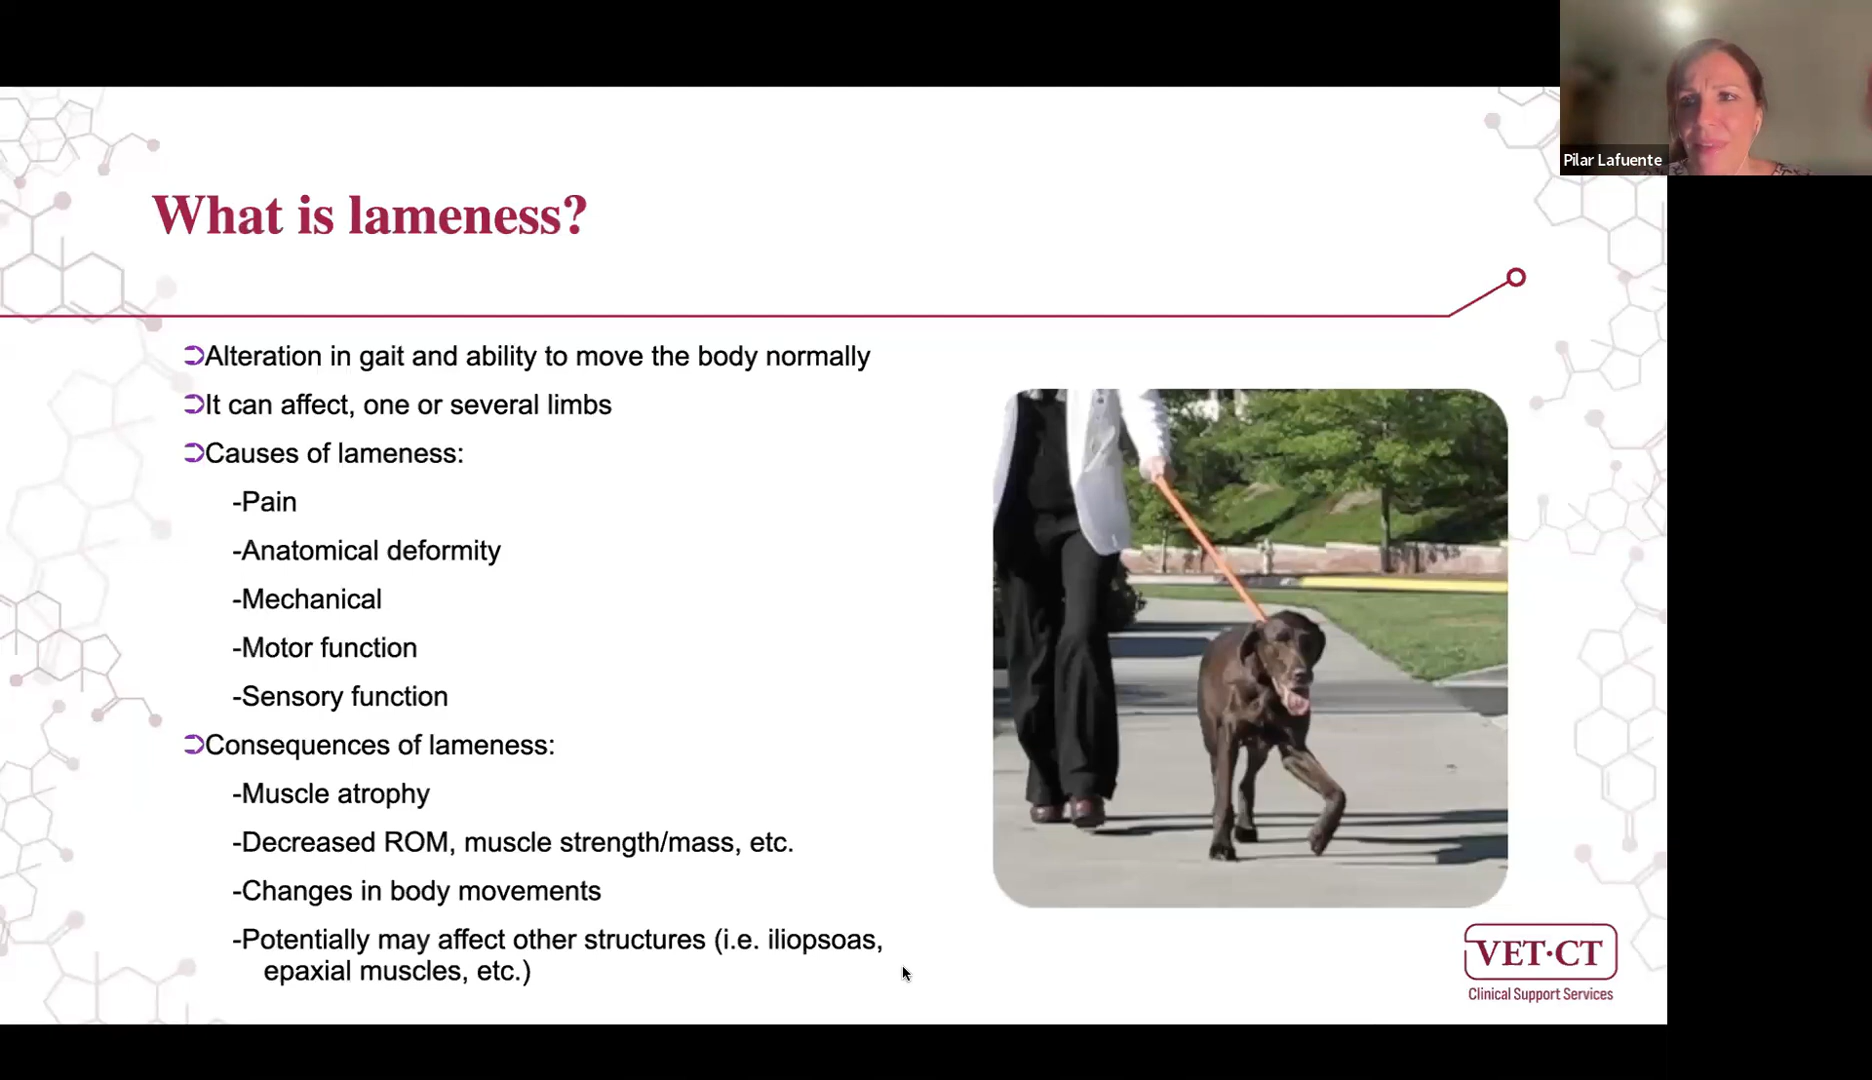 Pilar Lafuente
What is lameness?
⊃Alteration in gait and ability to move the body normally
⊃It can affect, one or several limbs
⊃Causes of lameness:
-Pain
-Anatomical deformity
-Mechanical
-Motor function
-Sensory function
⊃Consequences of lameness:
-Muscle atrophy
-Decreased ROM, muscle strength/mass, etc.
-Changes in body movements
-Potentially may affect other structures (i.e. iliopsoas,
epaxial muscles, etc.)
VET·CT
Clinical Support Services